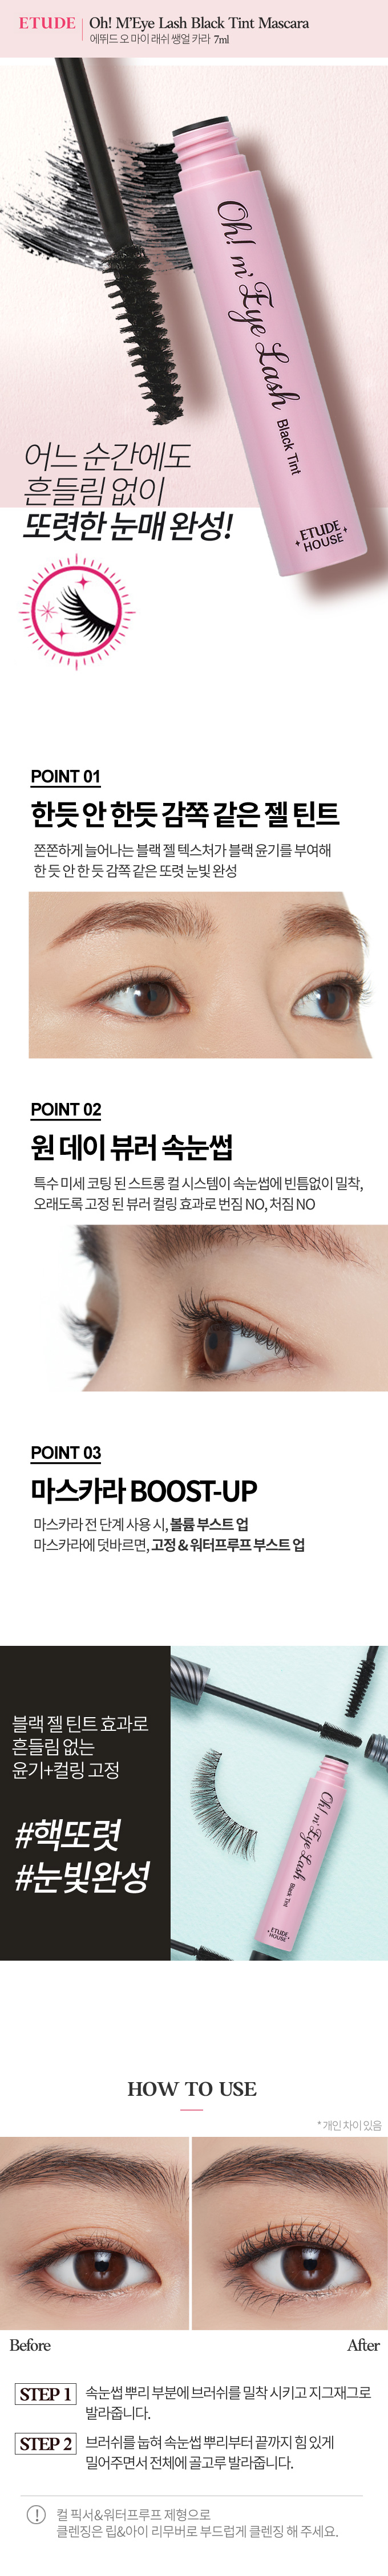 ETUDE
Oh! M'Eye Lash Black Tint Mascara
에뛰드 오 마이 래쉬 쌩얼 카라 7ml
Oh! m' Eye Lash
Black Tint
ETUDE
HOUSE
어느 순간에도
흔들림 없이
또렷한 눈매 완성!
POINT 01
한듯 안 한듯 감쪽 같은 젤 틴트
쫀쫀하게 늘어나는 블랙 젤 텍스처가 블랙 윤기를 부여해
한 듯 안 한 듯 감쪽 같은 또렷 눈빛 완성
POINT 02
원 데이 뷰러 속눈썹
특수 미세 코팅 된 스트롱 컬 시스템이 속눈썹에 빈틈없이 밀착,
오래도록 고정 된 뷰러 컬링 효과로 번짐 NO, 처짐 NO
POINT 03
마스카라 BOOST-UP
마스카라 전 단계 사용 시, 볼륨 부스트 업
마스카라에 덧바르면, 고정 & 워터프루프 부스트 업
블랙 젤 틴트 효과로
흔들림 없는
윤기+컬링 고정
#핵또렷
#눈빛완성
Oh! m' Eye Lash
Black Tint
ETUDE
HOUSE
HOW TO USE
* 개인 차이 있음
Before
After
STEP 1
속눈썹 뿌리 부분에 브러쉬를 밀착 시키고 지그재그로
발라줍니다.
STEP 2
브러쉬를 눕혀 속눈썹 뿌리부터 끝까지 힘 있게
밀어주면서 전체에 골고루 발라줍니다.
컬 픽서&워터프루프 제형으로
클렌징은 립&아이 리무버로 부드럽게 클렌징 해 주세요.